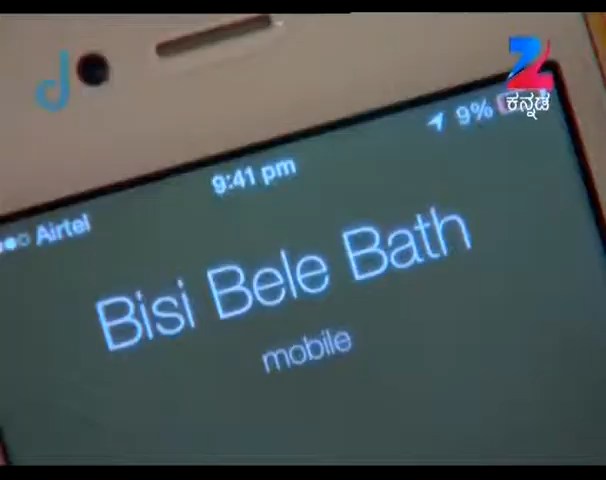 ಕನ್ನಡ
9%
9:41 pm
Airtel
Bisi Bele Bath
mobile